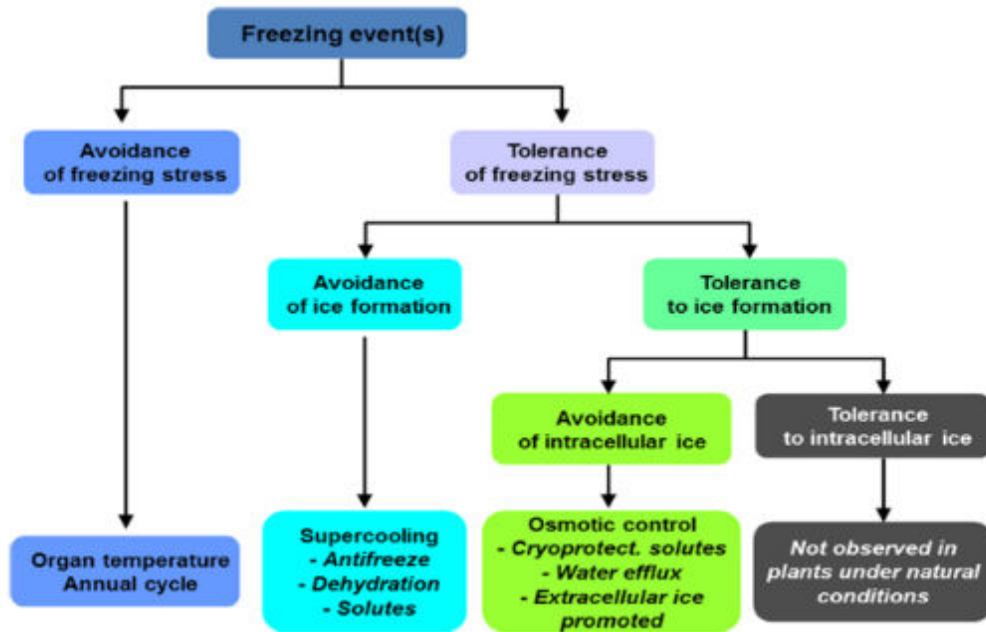 Freezing event(s)
Avoidance
of freezing stress
Tolerance
of freezing stress
Avoidance
of ice formation
Tolerance
to ice formation
Avoidance
of intracellular ice
Tolerance
to intracellular ice
Organ temperature
Annual cycle
Supercooling
- Antifreeze
- Dehydration
- Solutes
Osmotic control
- Cryoprotect. solutes
- Water efflux
- Extracellular ice
promoted
Not observed in
plants under natural
conditions